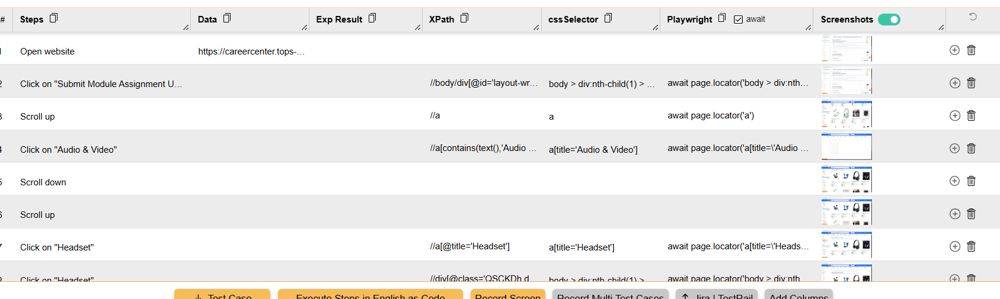 # Steps Data Exp Result XPath cssSelector Playwright await Screenshots
1 Open website https://careercenter.tops-...
2 Click on "Submit Module Assignment U... //body/div[@id='layout-wr... body > div:nth-child(1) > ... await page.locator('body > div:nth...
3 Scroll up //a a await page.locator('a')
4 Click on "Audio & Video" //a[contains(text(),'Audio ... a[title='Audio & Video'] await page.locator('a[title=\'Audio ...
5 Scroll down
6 Scroll up
7 Click on "Headset" //a[@title='Headset'] a[title='Headset'] await page.locator('a[title=\'Heads...
Click on "Headset" //div[@class='QSCKDh d body > div:nth-child(1) > await page.locator('body > div:nth
Test Case Execute Steps in English as Code Record Screen Record Multi Test Cases Jira | TestRail Add Columns